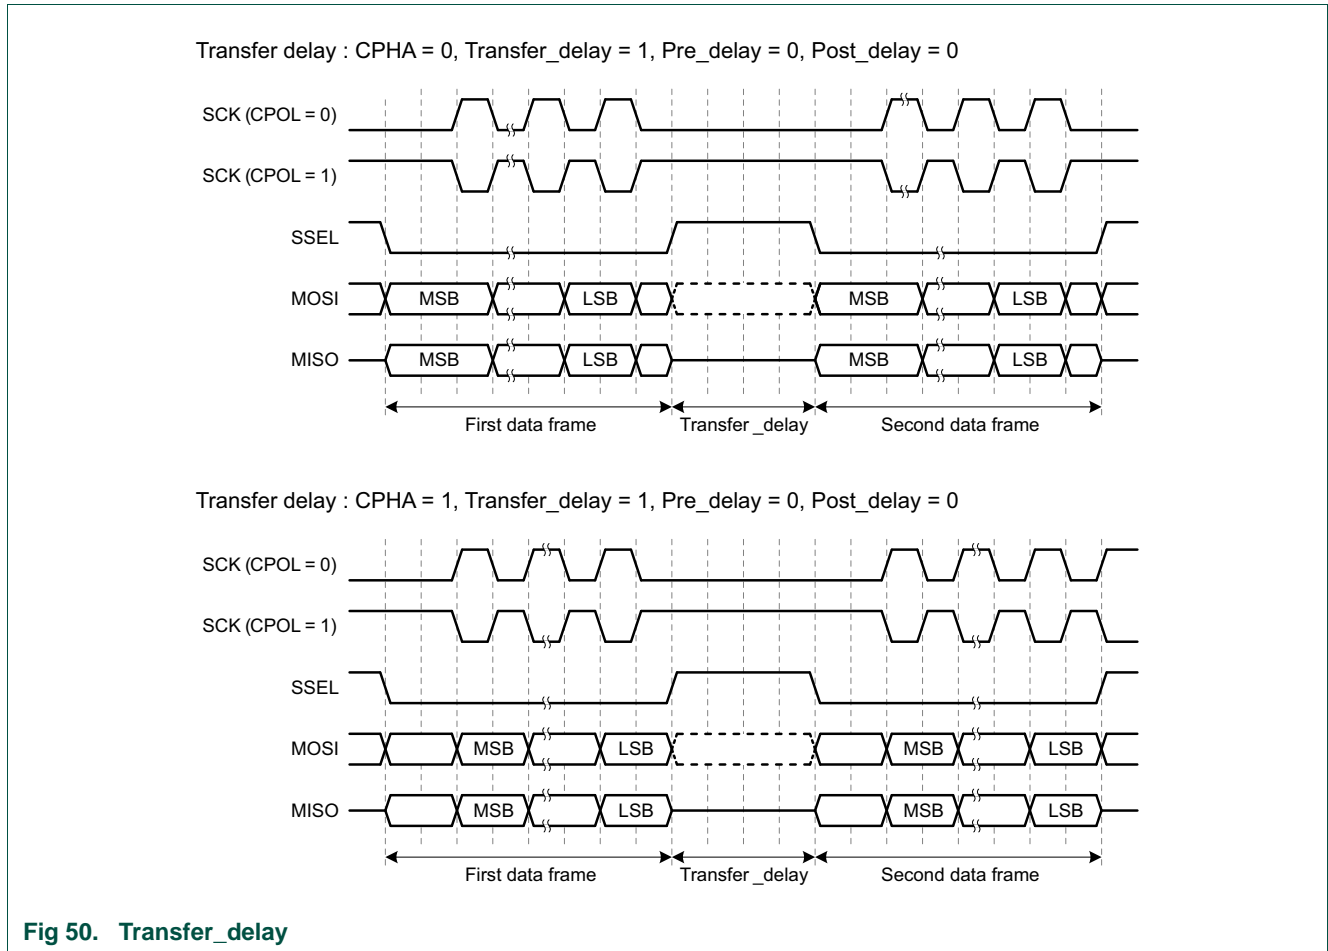 Transfer delay : CPHA = 0, Transfer_delay = 1, Pre_delay = 0, Post_delay = 0
SCK (CPOL = 0)
SCK (CPOL = 1)
SSEL
MOSI MSB LSB MSB LSB
MISO MSB LSB MSB LSB
First data frame Transfer _delay Second data frame
Transfer delay : CPHA = 1, Transfer_delay = 1, Pre_delay = 0, Post_delay = 0
SCK (CPOL = 0)
SCK (CPOL = 1)
SSEL
MOSI MSB LSB MSB LSB
MISO MSB LSB MSB LSB
First data frame Transfer _delay Second data frame
Fig 50. Transfer_delay